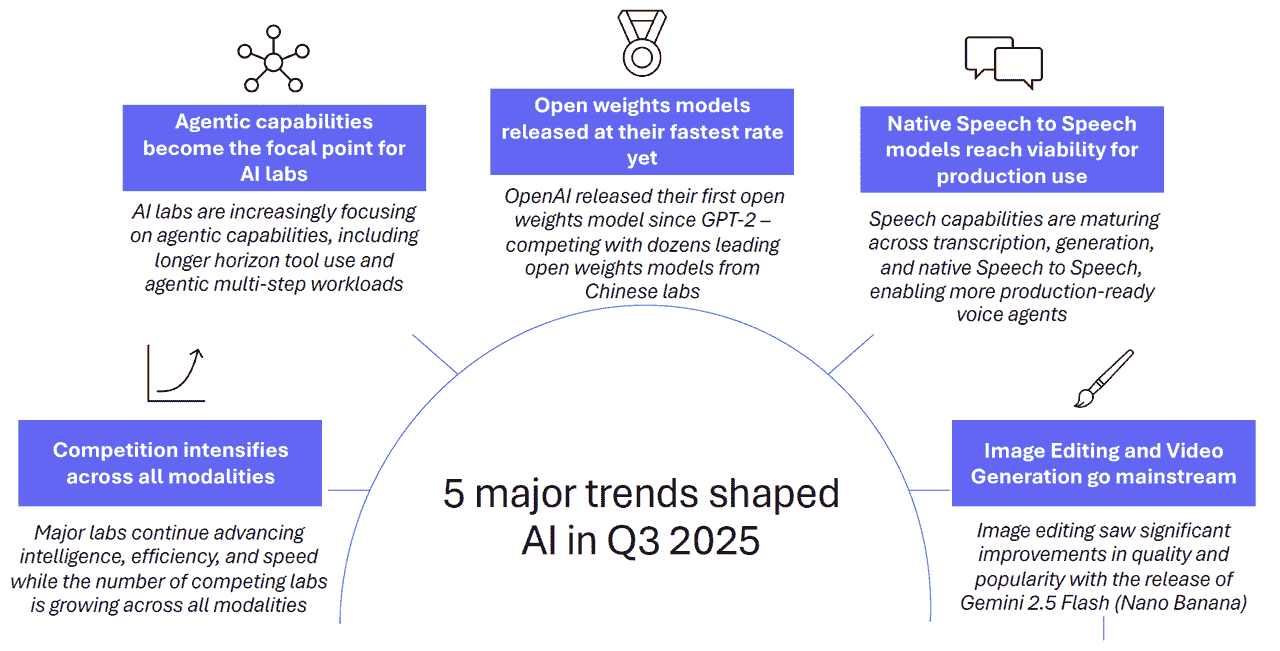 Agentic capabilities
become the focal point for
AI labs
AI labs are increasingly focusing
on agentic capabilities, including
longer horizon tool use and
agentic multi-step workloads
Open weights models
released at their fastest rate
yet
OpenAI released their first open
weights model since GPT-2 –
competing with dozens leading
open weights models from
Chinese labs
Native Speech to Speech
models reach viability for
production use
Speech capabilities are maturing
across transcription, generation,
and native Speech to Speech,
enabling more production-ready
voice agents
Competition intensifies
across all modalities
Major labs continue advancing
intelligence, efficiency, and speed
while the number of competing labs
is growing across all modalities
5 major trends shaped
AI in Q3 2025
Image Editing and Video
Generation go mainstream
Image editing saw significant
improvements in quality and
popularity with the release of
Gemini 2.5 Flash (Nano Banana)